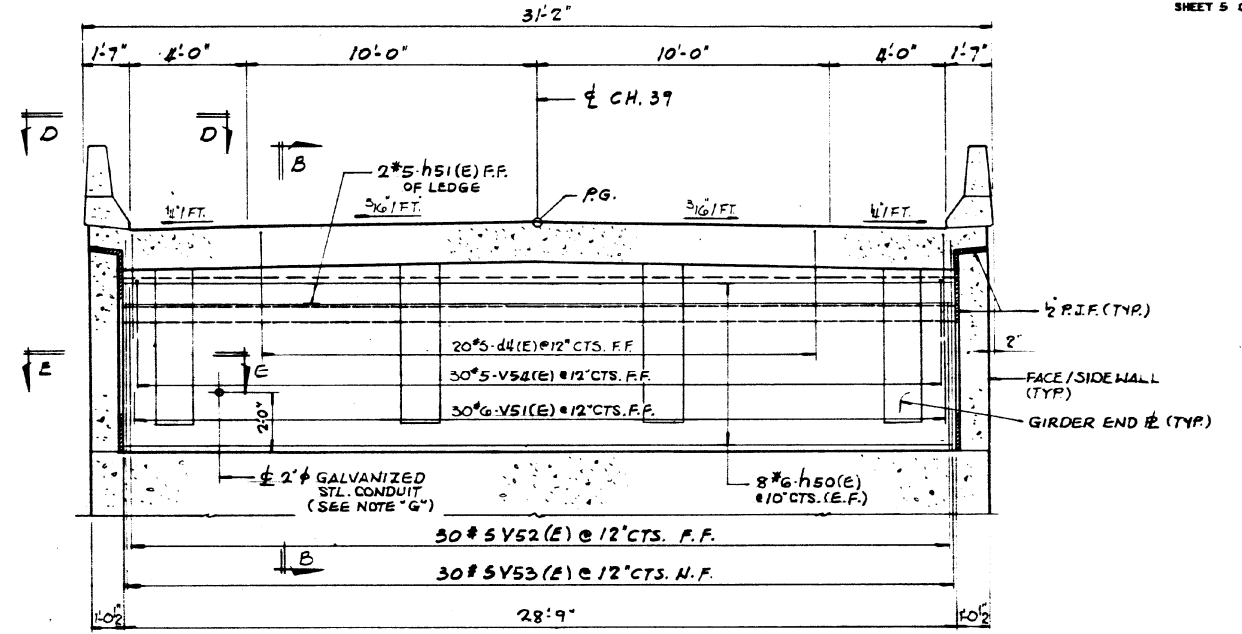 SHEET 5
31'-2"
1'-7" 4'-0" 10'-0" 10'-0" 4'-0" 1'-7"
℄ CH. 39
D D
B
2#5-h51(E) F.F.
OF LEDGE
P.G.
1/4"/FT. 3/16"/FT. 3/16"/FT. 1/4"/FT.
1/2" P.J.F. (TYP.)
2"
20#5-d4(E)@12"CTS. F.F.
E E
30#5-V54(E)@12"CTS. F.F.
FACE/SIDEWALL
(TYP)
30#6-V51(E)@12"CTS. F.F.
2'-0"
GIRDER END ⅊ (TYP.)
℄ 2"ϕ GALVANIZED
STL. CONDUIT
(SEE NOTE "G")
8#6-h50(E)
@10"CTS. (E.F.)
30#5V52(E) @ 12"CTS. F.F.
B
30#5V53(E) @ 12"CTS. N.F.
1'-0½" 28'-9" 1'-0½"